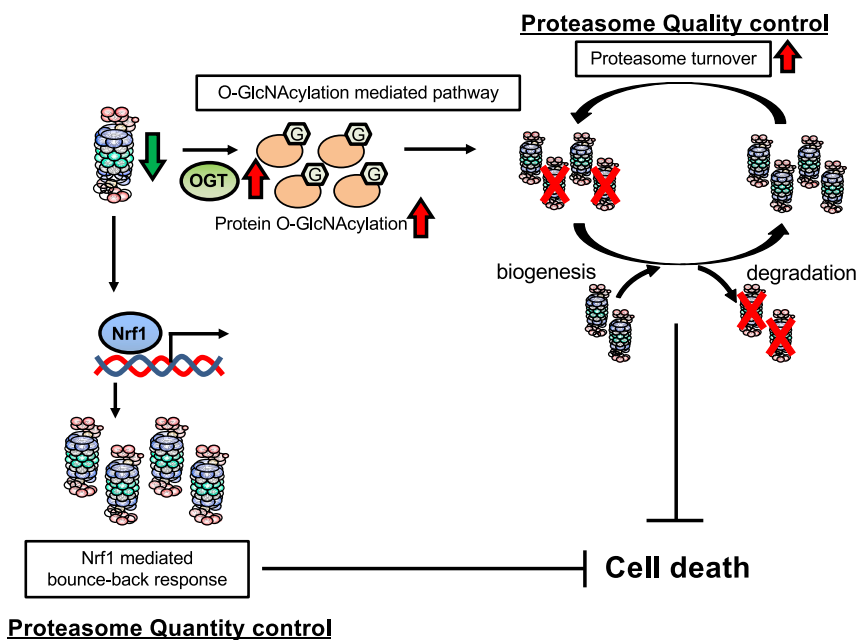 Proteasome Quality control
Proteasome turnover
O-GlcNAcylation mediated pathway
G
G
G
G
OGT
Protein O-GlcNAcylation
biogenesis
degradation
Nrf1
Nrf1 mediated
bounce-back response
Cell death
Proteasome Quantity control